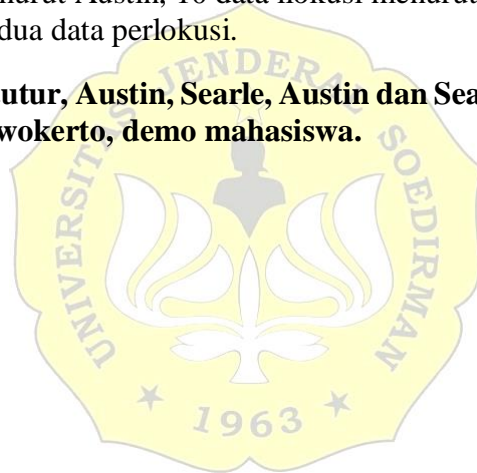 nurut Austin, 16 data ilokusi menurut
dua data perlokusi.
utur, Austin, Searle, Austin dan Sea
wokerto, demo mahasiswa.
UNIVERSITAS JENDERAL SOEDIRMAN
1963